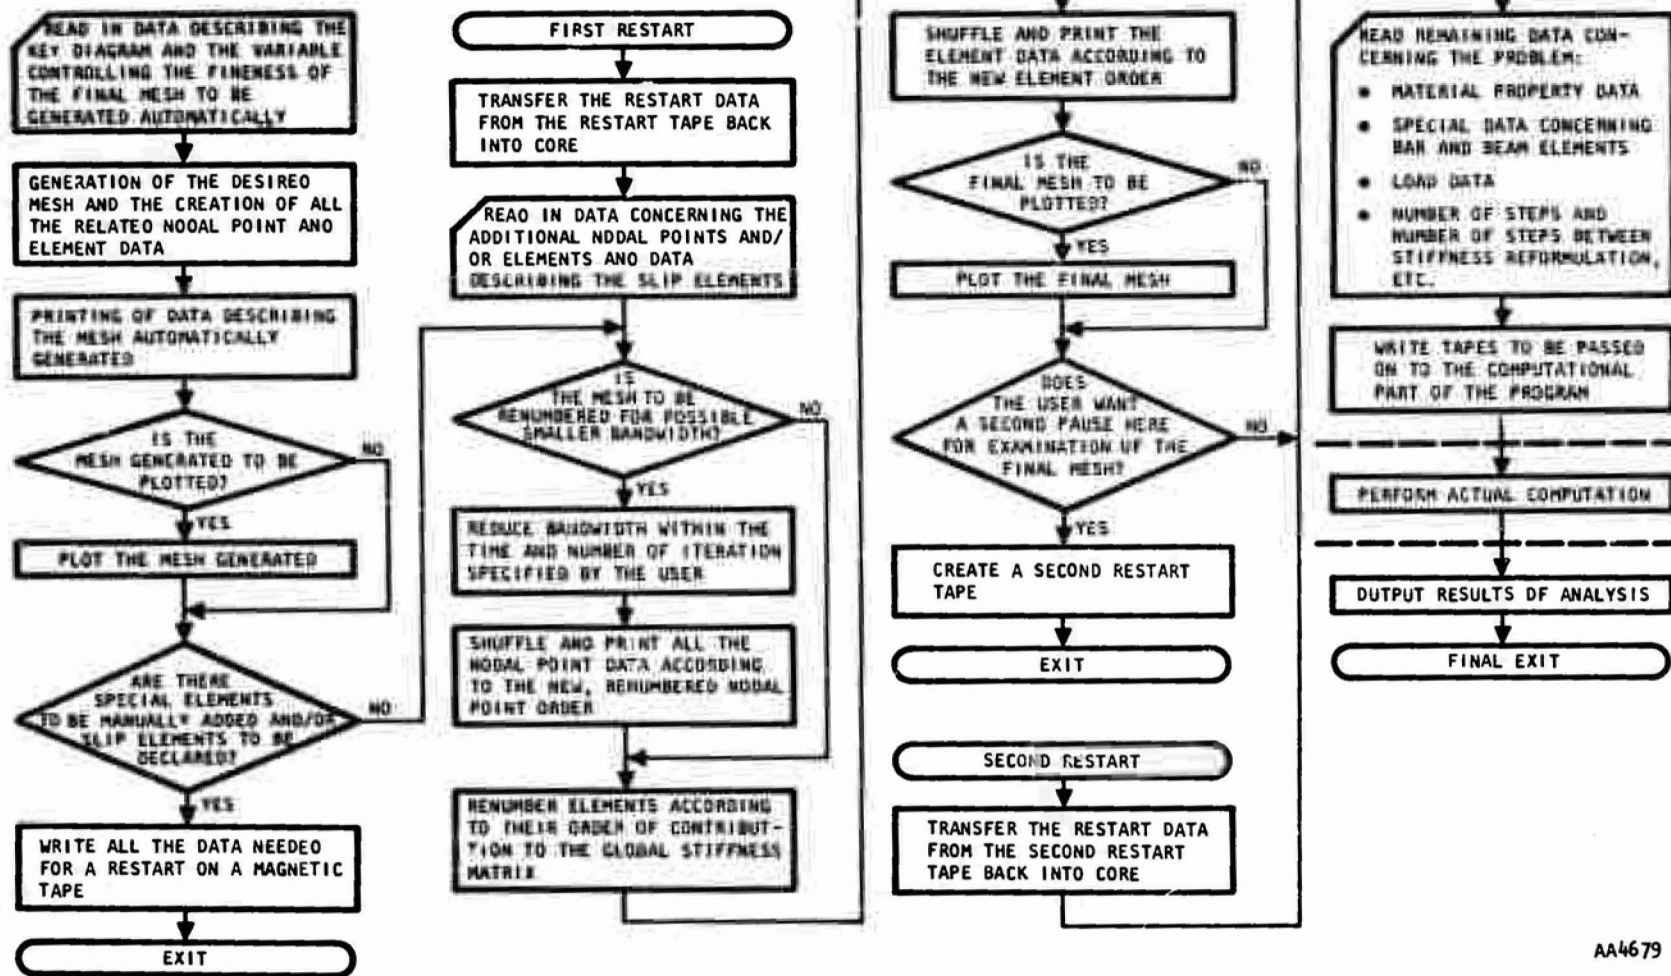 READ IN DATA DESCRIBING THE
KEY DIAGRAM AND THE VARIABLE
CONTROLLING THE FINENESS OF
THE FINAL MESH TO BE
GENERATED AUTOMATICALLY
GENERATION OF THE DESIREO
MESH AND THE CREATION OF ALL
THE RELATEO NODAL POINT ANO
ELEMENT DATA
PRINTING OF DATA DESCRIBING
THE MESH AUTOMATICALLY
GENERATED
IS THE
MESH GENERATED TO BE
PLOTTED?
NO
YES
PLOT THE MESH GENERATED
ARE THERE
SPECIAL ELEMENTS
TO BE MANUALLY ADDED AND/OR
SLIP ELEMENTS TO BE
DECLARED?
NO
YES
WRITE ALL THE DATA NEEDEO
FOR A RESTART ON A MAGNETIC
TAPE
EXIT
FIRST RESTART
TRANSFER THE RESTART DATA
FROM THE RESTART TAPE BACK
INTO CORE
REAO IN DATA CONCERNING THE
ADDITIONAL NDDAL POINTS AND/
OR ELEMENTS ANO DATA
DESCRIBING THE SLIP ELEMENTS
IS
THE MESH TO BE
RENUMBERED FOR POSSIBLE
SMALLER BANDWIDTH?
NO
YES
REDUCE BANDWIDTH WITHIN THE
TIME AND NUMBER OF ITERATION
SPECIFIED BY THE USER
SHUFFLE AND PRINT ALL THE
NODAL POINT DATA ACCORDING
TO THE NEW, RENUMBERED NODAL
POINT ORDER
RENUMBER ELEMENTS ACCORDING
TO THEIR ORDER OF CONTRIBUT-
TION TO THE GLOBAL STIFFNESS
MATRIX
SHUFFLE AND PRINT THE
ELEMENT DATA ACCORDING TO
THE NEW ELEMENT ORDER
IS THE
FINAL MESH TO BE
PLOTTED?
NO
YES
PLOT THE FINAL MESH
DOES
THE USER WANT
A SECOND PAUSE HERE
FOR EXAMINATION OF THE
FINAL MESH?
NO
YES
CREATE A SECOND RESTART
TAPE
EXIT
SECOND RESTART
TRANSFER THE RESTART DATA
FROM THE SECOND RESTART
TAPE BACK INTO CORE
READ REMAINING DATA CON-
CERNING THE PROBLEM:
• MATERIAL PROPERTY DATA
• SPECIAL DATA CONCERNING
BAR AND BEAM ELEMENTS
• LOAD DATA
• NUMBER OF STEPS AND
NUMBER OF STEPS BETWEEN
STIFFNESS REFORMULATION,
ETC.
WRITE TAPES TO BE PASSED
ON TO THE COMPUTATIONAL
PART OF THE PROGRAM
PERFORM ACTUAL COMPUTATION
DUTPUT RESULTS DF ANALYSIS
FINAL EXIT
AA4679